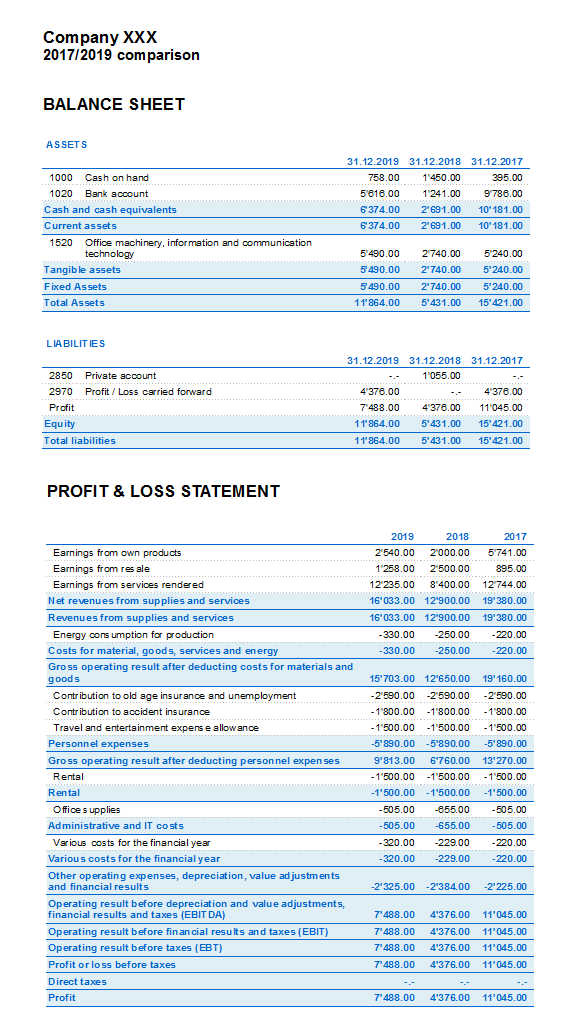 Company XXX
2017/2019 comparison
BALANCE SHEET
ASSETS
31.12.2019 31.12.2018 31.12.2017
1000 Cash on hand 758.00 1'450.00 395.00
1020 Bank account 5'616.00 1'241.00 9'786.00
Cash and cash equivalents 6'374.00 2'691.00 10'181.00
Current assets 6'374.00 2'691.00 10'181.00
1520 Office machinery, information and communication
technology 5'490.00 2'740.00 5'240.00
Tangible assets 5'490.00 2'740.00 5'240.00
Fixed Assets 5'490.00 2'740.00 5'240.00
Total Assets 11'864.00 5'431.00 15'421.00
LIABILITIES
31.12.2019 31.12.2018 31.12.2017
2850 Private account -.- 1'055.00 -.-
2970 Profit / Loss carried forward 4'376.00 -.- 4'376.00
Profit 7'488.00 4'376.00 11'045.00
Equity 11'864.00 5'431.00 15'421.00
Total liabilities 11'864.00 5'431.00 15'421.00
PROFIT & LOSS STATEMENT
2019 2018 2017
Earnings from own products 2'540.00 2'000.00 5'741.00
Earnings from resale 1'258.00 2'500.00 895.00
Earnings from services rendered 12'235.00 8'400.00 12'744.00
Net revenues from supplies and services 16'033.00 12'900.00 19'380.00
Revenues from supplies and services 16'033.00 12'900.00 19'380.00
Energy consumption for production -330.00 -250.00 -220.00
Costs for material, goods, services and energy -330.00 -250.00 -220.00
Gross operating result after deducting costs for materials and
goods 15'703.00 12'650.00 19'160.00
Contribution to old age insurance and unemployment -2'590.00 -2'590.00 -2'590.00
Contribution to accident insurance -1'800.00 -1'800.00 -1'800.00
Travel and entertainment expense allowance -1'500.00 -1'500.00 -1'500.00
Personnel expenses -5'890.00 -5'890.00 -5'890.00
Gross operating result after deducting personnel expenses 9'813.00 6'760.00 13'270.00
Rental -1'500.00 -1'500.00 -1'500.00
Rental -1'500.00 -1'500.00 -1'500.00
Office supplies -505.00 -655.00 -505.00
Administrative and IT costs -505.00 -655.00 -505.00
Various costs for the financial year -320.00 -229.00 -220.00
Various costs for the financial year -320.00 -229.00 -220.00
Other operating expenses, depreciation, value adjustments
and financial results -2'325.00 -2'384.00 -2'225.00
Operating result before depreciation and value adjustments,
financial results and taxes (EBITDA) 7'488.00 4'376.00 11'045.00
Operating result before financial results and taxes (EBIT) 7'488.00 4'376.00 11'045.00
Operating result before taxes (EBT) 7'488.00 4'376.00 11'045.00
Profit or loss before taxes 7'488.00 4'376.00 11'045.00
Direct taxes -.- -.- -.-
Profit 7'488.00 4'376.00 11'045.00